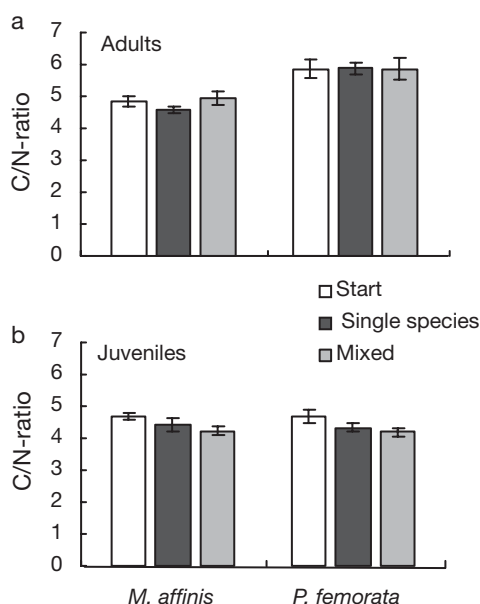 a
Adults
7
6
5
4
3
2
1
0
C/N-ratio
Start
Single species
Mixed
b
Juveniles
7
6
5
4
3
2
1
0
C/N-ratio
M. affinis P. femorata